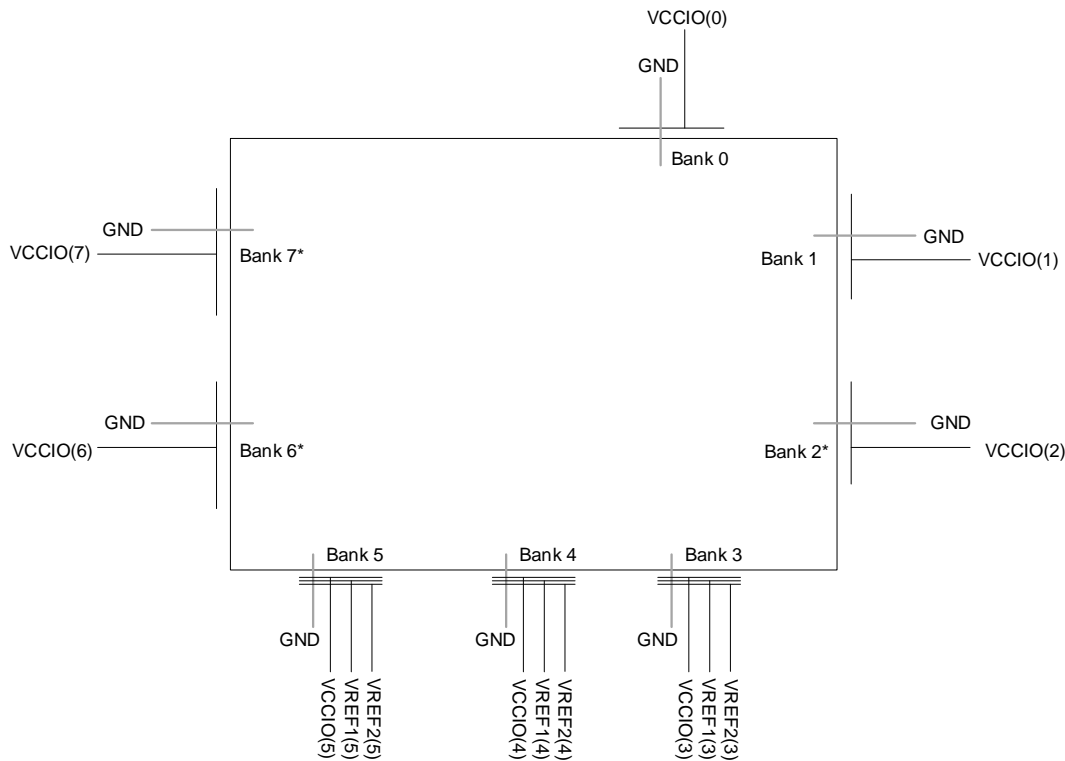 VCCIO(0)
GND
Bank 0
GND
VCCIO(7)
Bank 7*
Bank 1
GND
VCCIO(1)
GND
VCCIO(6)
Bank 6*
Bank 2*
GND
VCCIO(2)
Bank 5
Bank 4
Bank 3
GND
GND
GND
VCCIO(5)
VREF1(5)
VREF2(5)
VCCIO(4)
VREF1(4)
VREF2(4)
VCCIO(3)
VREF1(3)
VREF2(3)